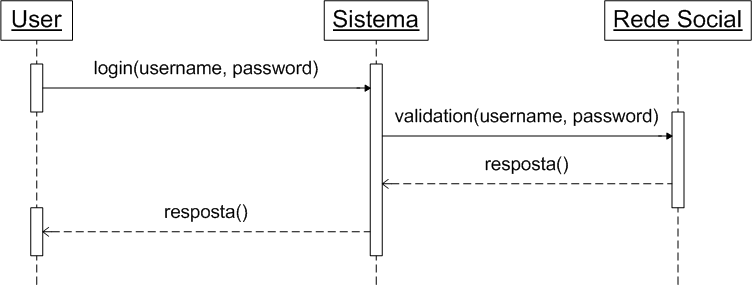 User
Sistema
Rede Social
login(username, password)
validation(username, password)
resposta()
resposta()